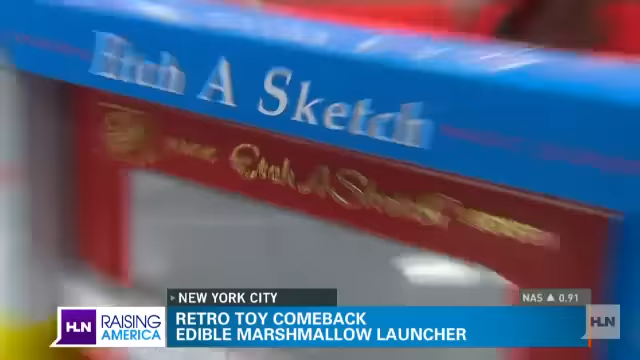 Etch A Sketch
MAGIC Etch A Sketch
NEW YORK CITY
NAS ▲ 0.91
HLN RAISING AMERICA
RETRO TOY COMEBACK
EDIBLE MARSHMALLOW LAUNCHER
HLN